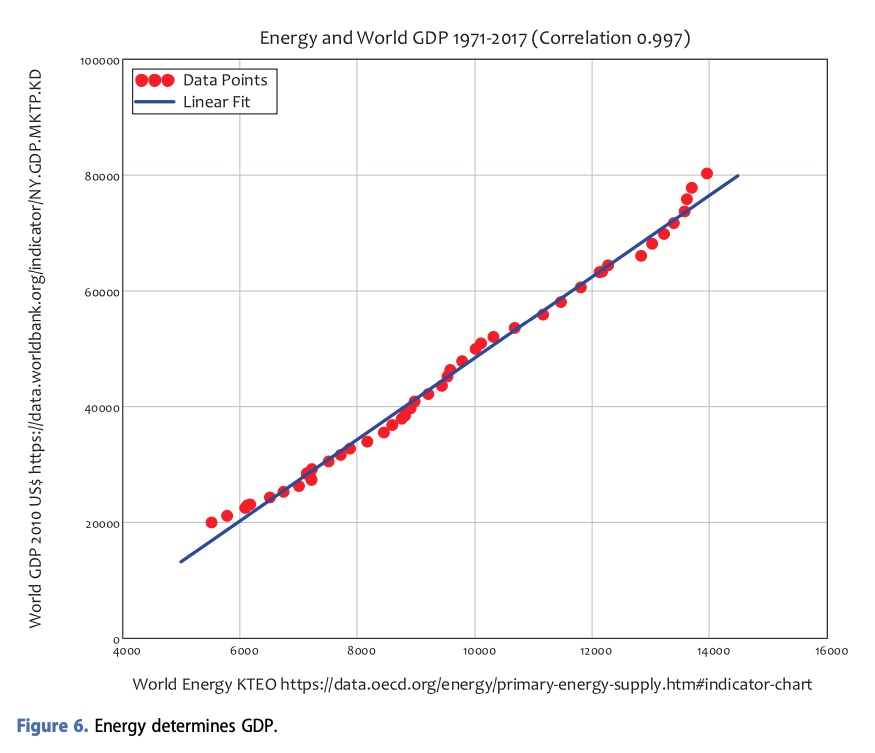 Energy and World GDP 1971-2017 (Correlation 0.997)
World GDP 2010 US$ https://data.worldbank.org/indicator/NY.GDP.MKTP.KD
100000
80000
60000
40000
20000
0
Data Points
Linear Fit
4000 6000 8000 10000 12000 14000 16000
World Energy KTEO https://data.oecd.org/energy/primary-energy-supply.htm#indicator-chart
Figure 6. Energy determines GDP.